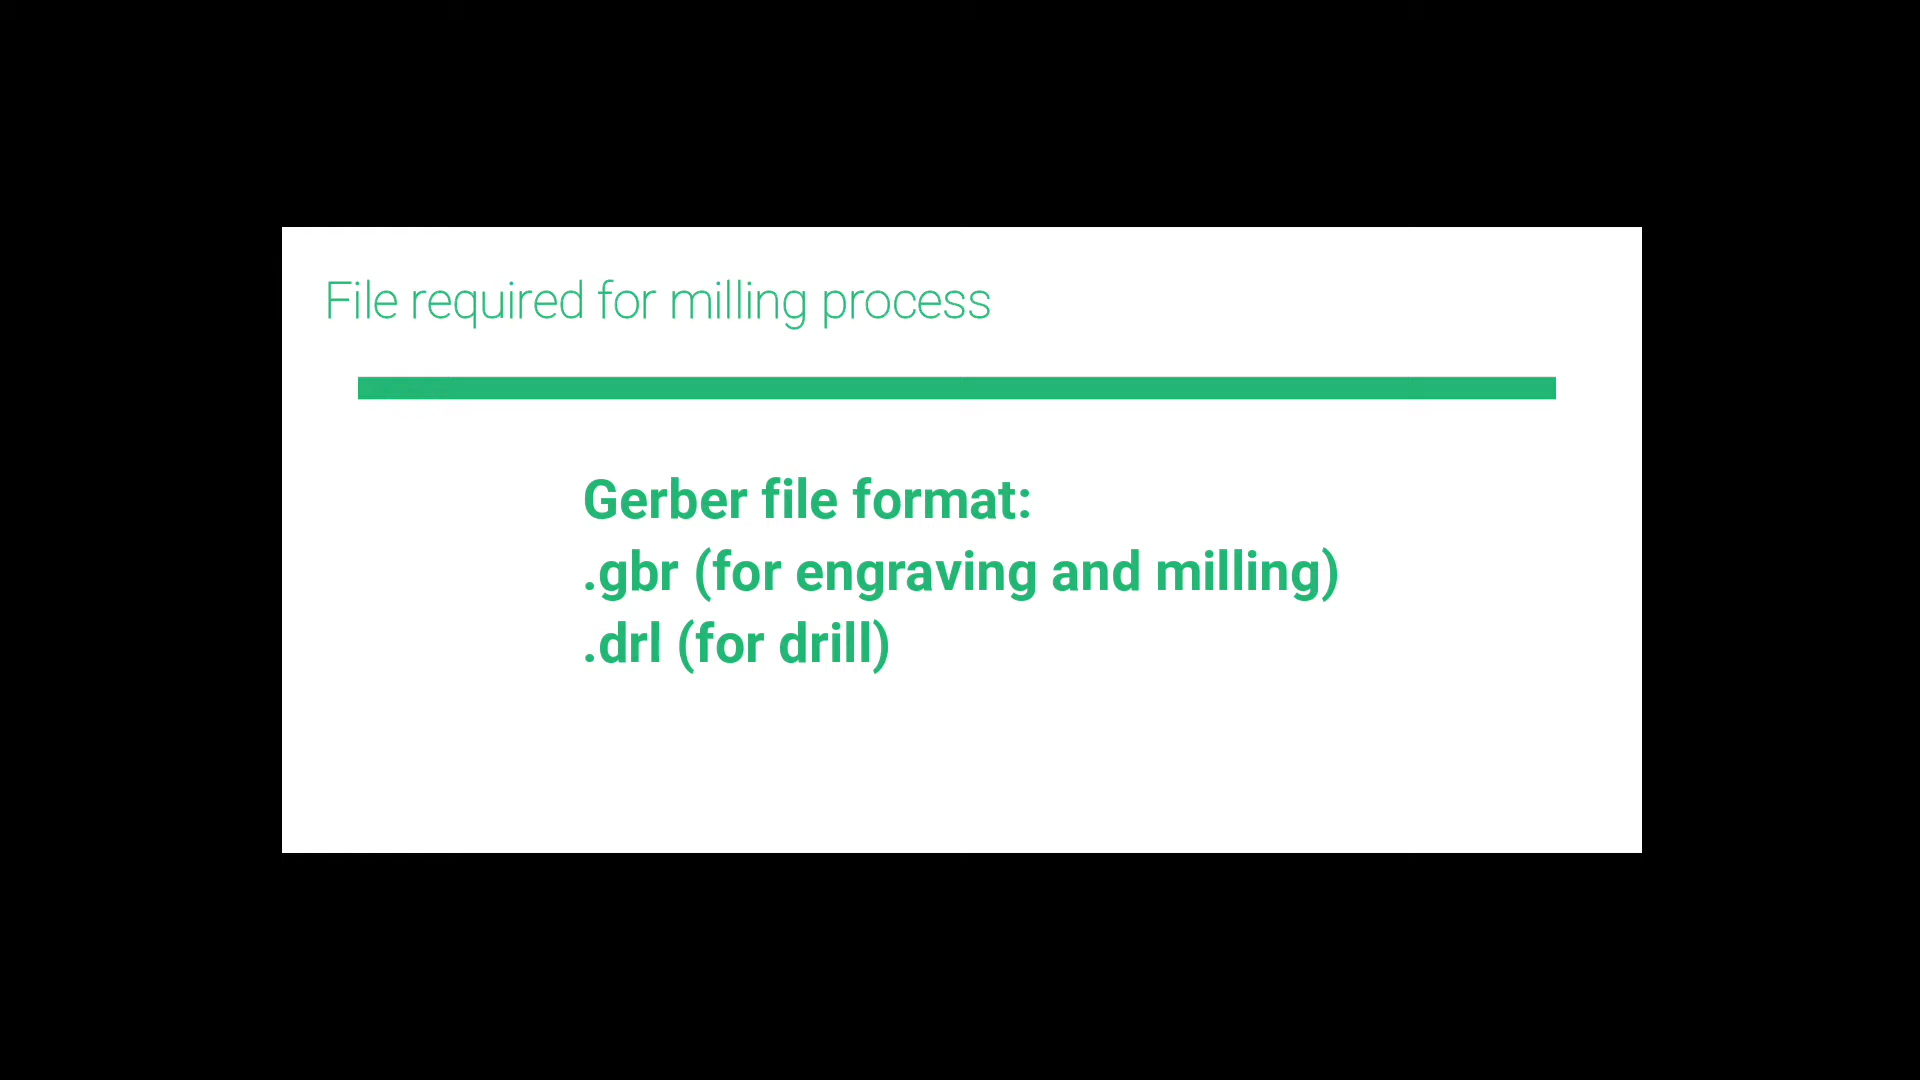 File required for milling process
Gerber file format:
.gbr (for engraving and milling)
.drl (for drill)